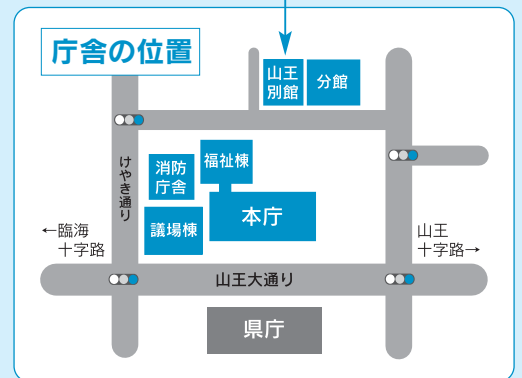 庁舎の位置
山王
別館
分館
けやき通り
消防
庁舎
福祉棟
議場棟
本庁
←臨海
十字路
山王
十字路→
山王大通り
県庁